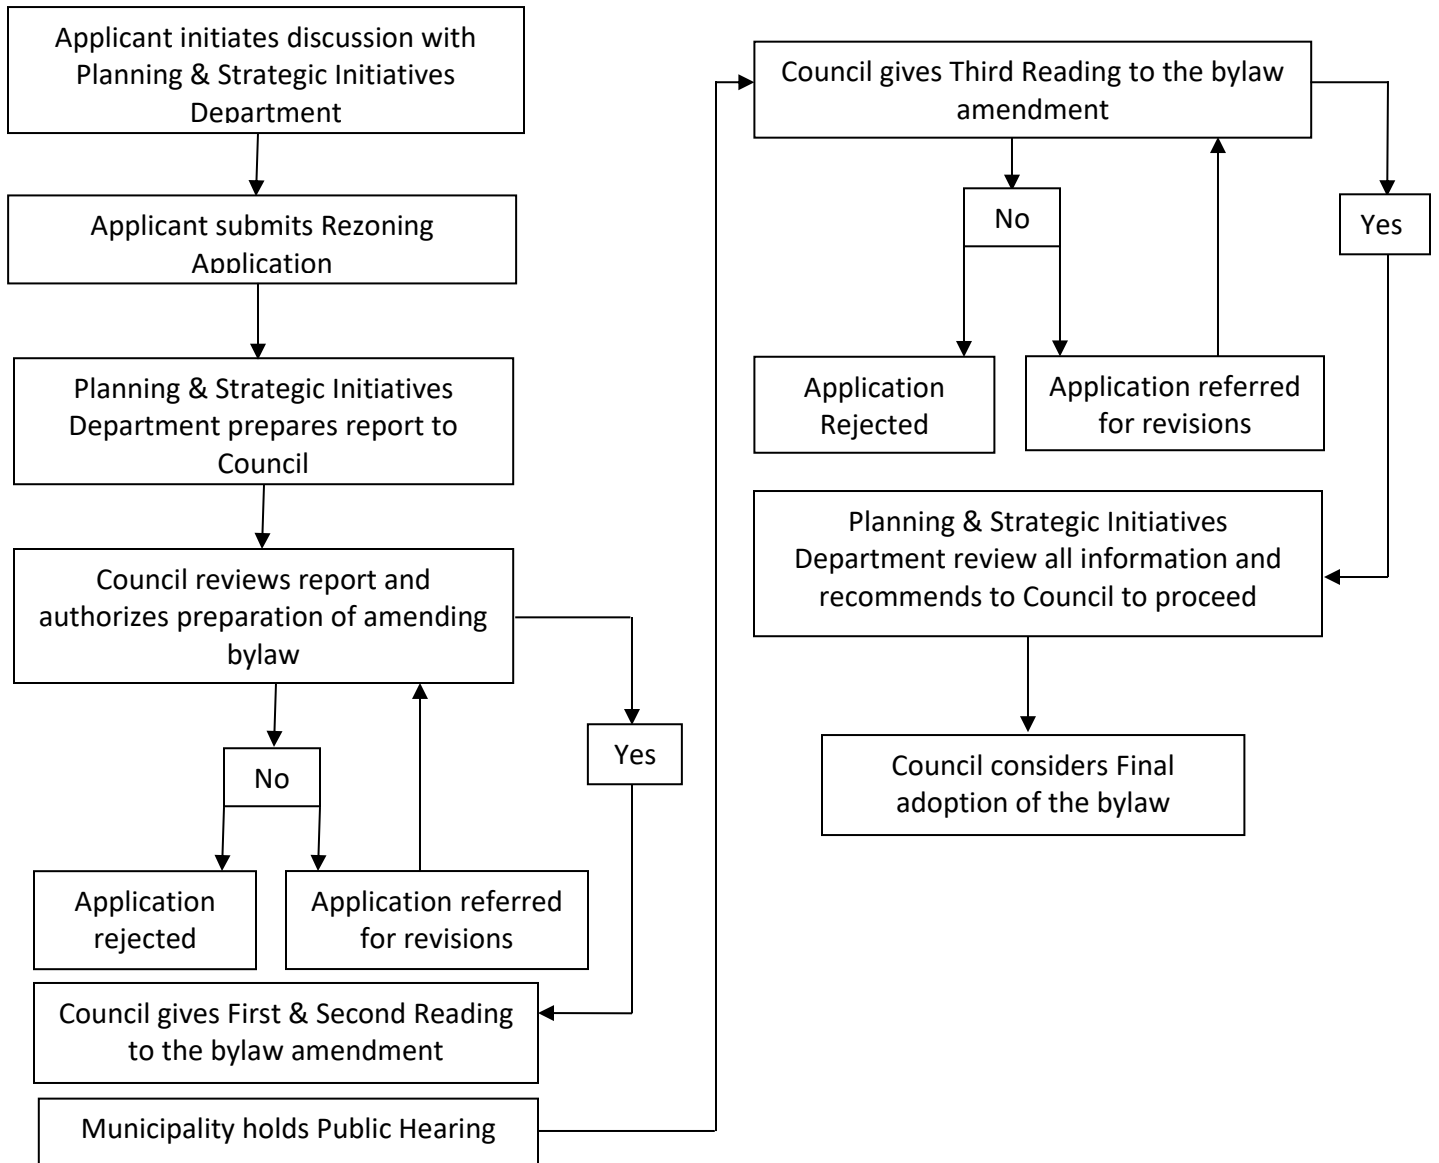 Applicant initiates discussion with
Planning & Strategic Initiatives
Department
Applicant submits Rezoning
Application
Planning & Strategic Initiatives
Department prepares report to
Council
Council reviews report and
authorizes preparation of amending
bylaw
No
Yes
Application
rejected
Application referred
for revisions
Council gives First & Second Reading
to the bylaw amendment
Municipality holds Public Hearing
Council gives Third Reading to the bylaw
amendment
No
Yes
Application
Rejected
Application referred
for revisions
Planning & Strategic Initiatives
Department review all information and
recommends to Council to proceed
Council considers Final
adoption of the bylaw